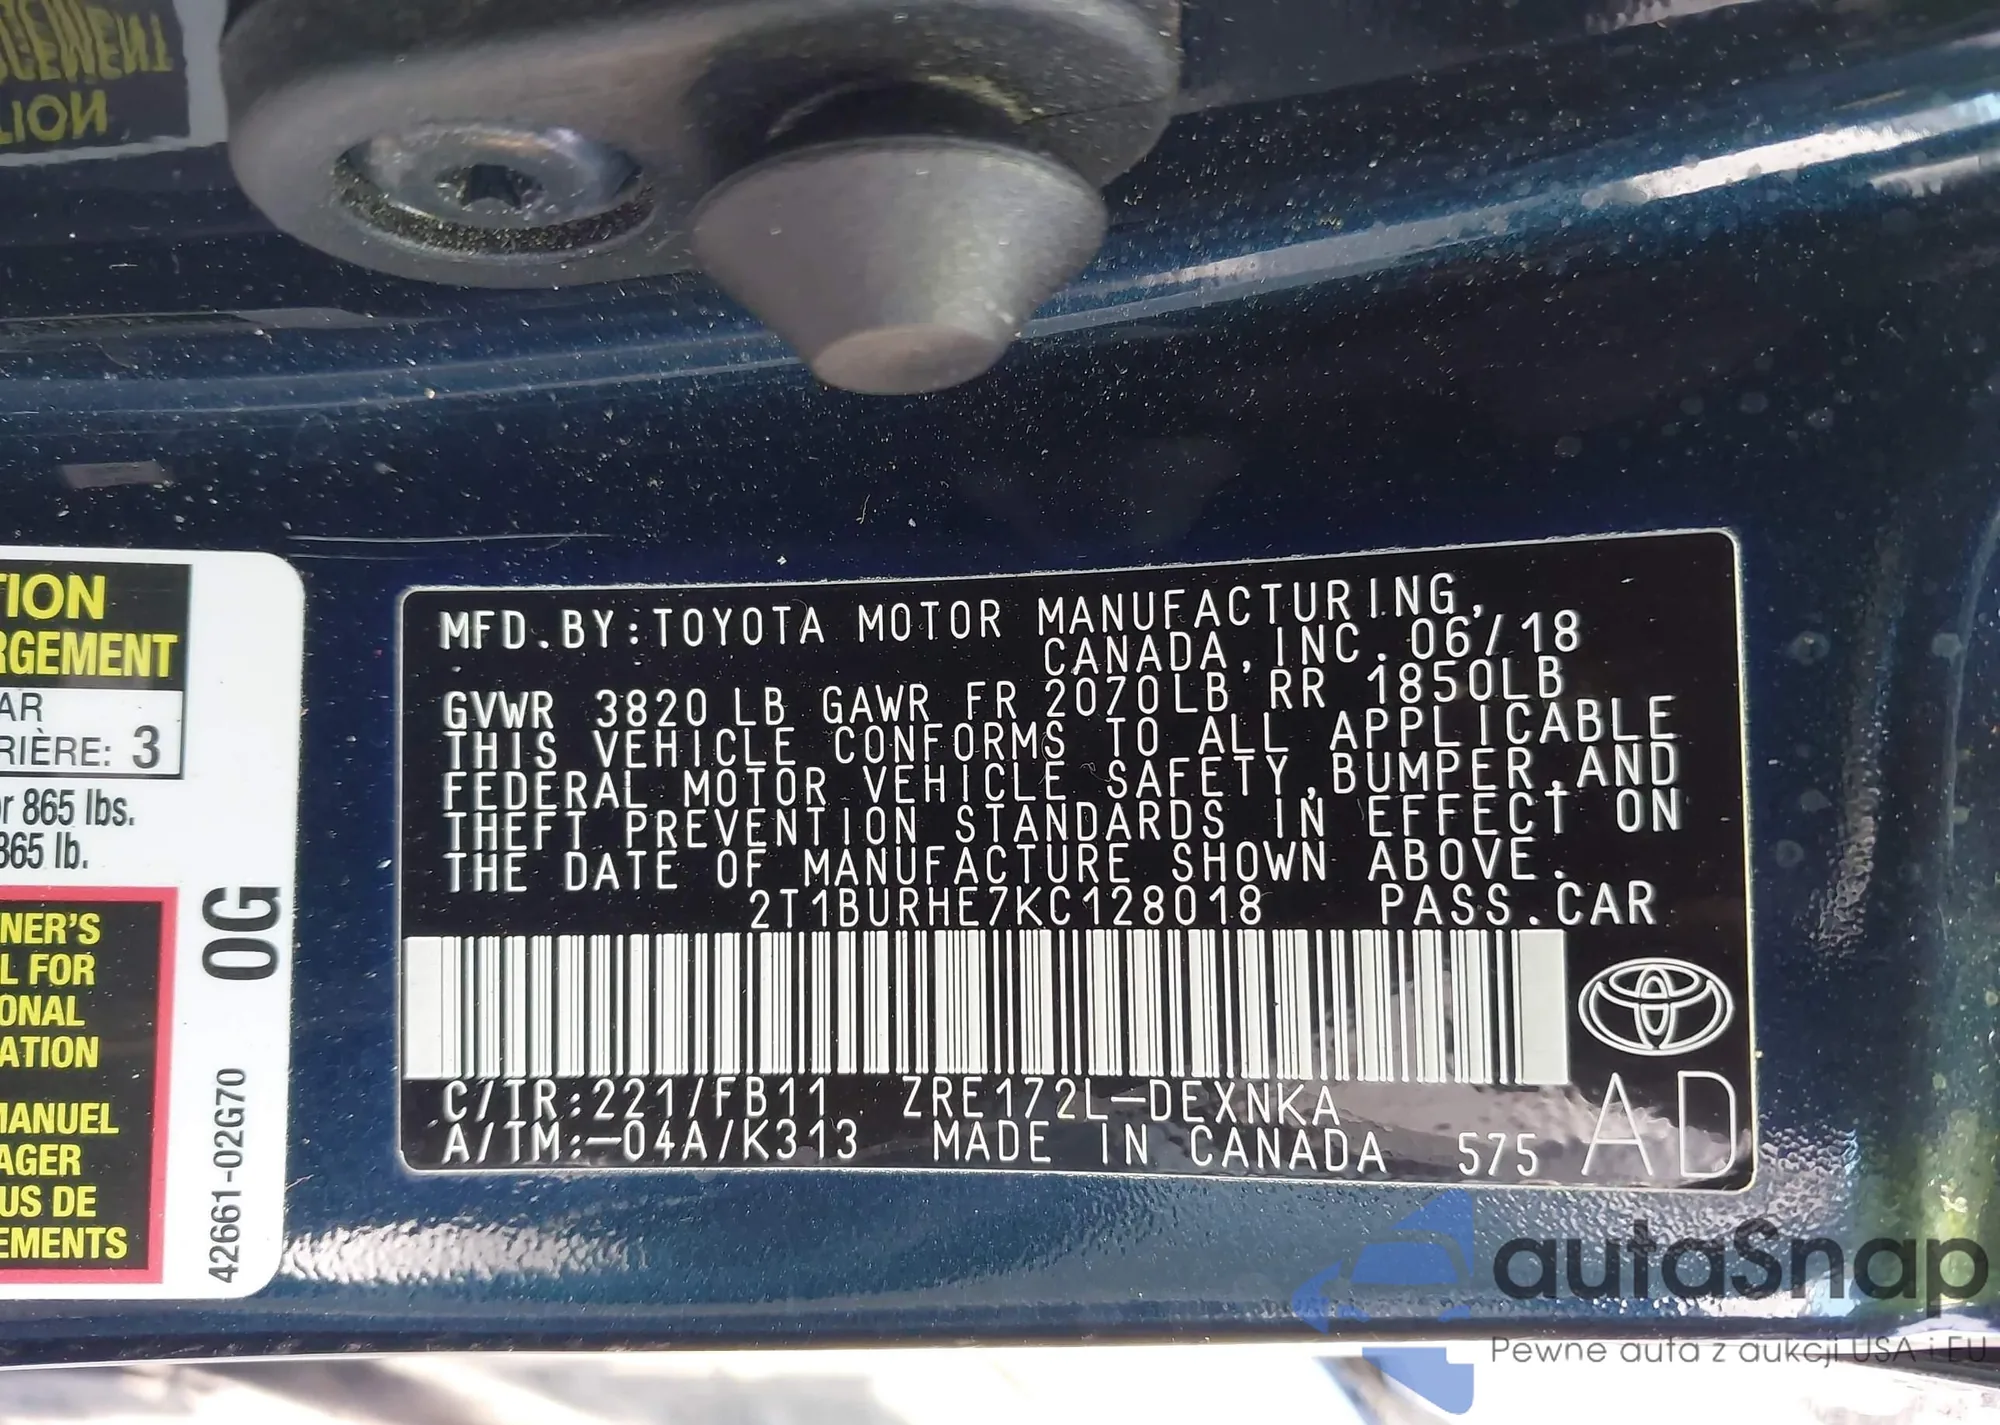 TION
RGEMENT
AR
RIÈRE: 3
or 865 lbs.
865 lb.
NER'S
L FOR
ONAL
ATION
MANUEL
AGER
US DE
EMENTS
0G
42661-02G70
MFD.BY:TOYOTA MOTOR MANUFACTURING,
CANADA,INC.06/18
GVWR 3820LB GAWR FR 2070LB RR 1850LB
THIS VEHICLE CONFORMS TO ALL APPLICABLE
FEDERAL MOTOR VEHICLE SAFETY,BUMPER,AND
THEFT PREVENTION STANDARDS IN EFFECT ON
THE DATE OF MANUFACTURE SHOWN ABOVE.
2T1BURHE7KC128018 PASS.CAR
C/TR:221/FB11 ZRE172L-DEXNKA
A/TM:-04A/K313 MADE IN CANADA 575 AD
autaSnap
Pewne auta z aukcji USA i EU